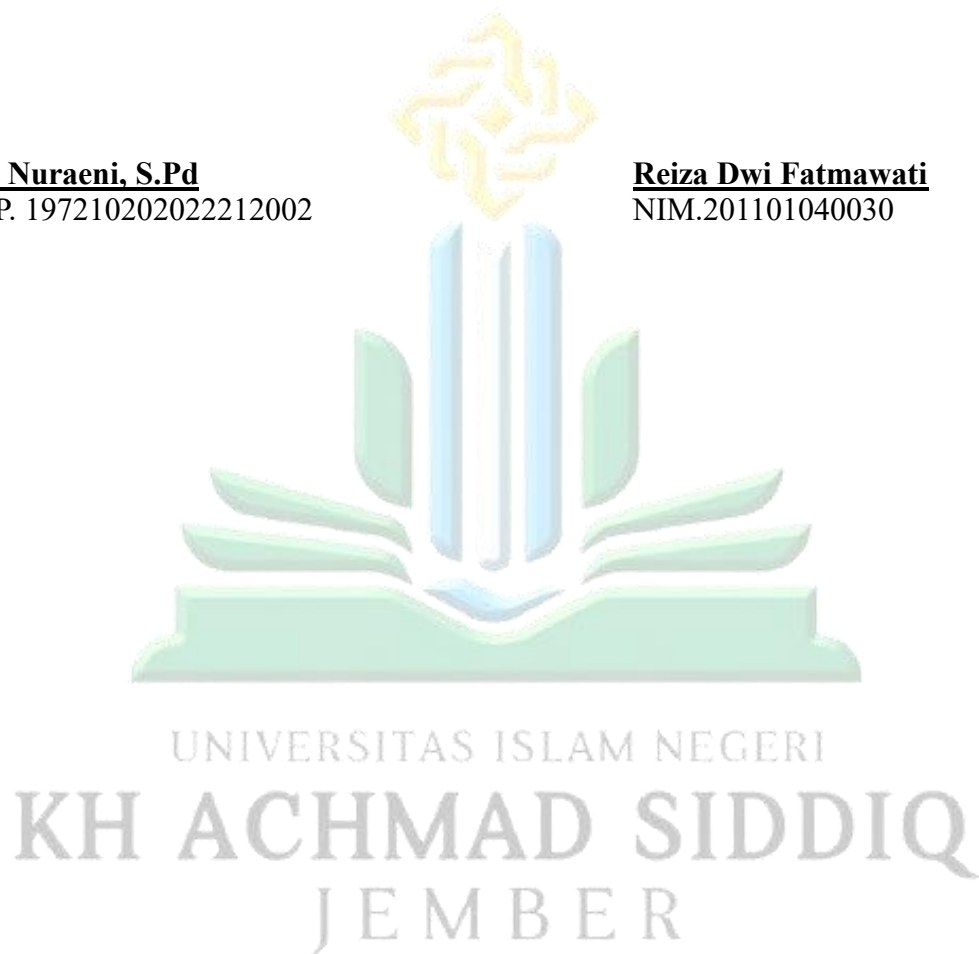 Nuraeni, S.Pd
P. 197210202022212002
Reiza Dwi Fatmawati
NIM.201101040030
UNIVERSITAS ISLAM NEGERI
KH ACHMAD SIDDIQ
JEMBER